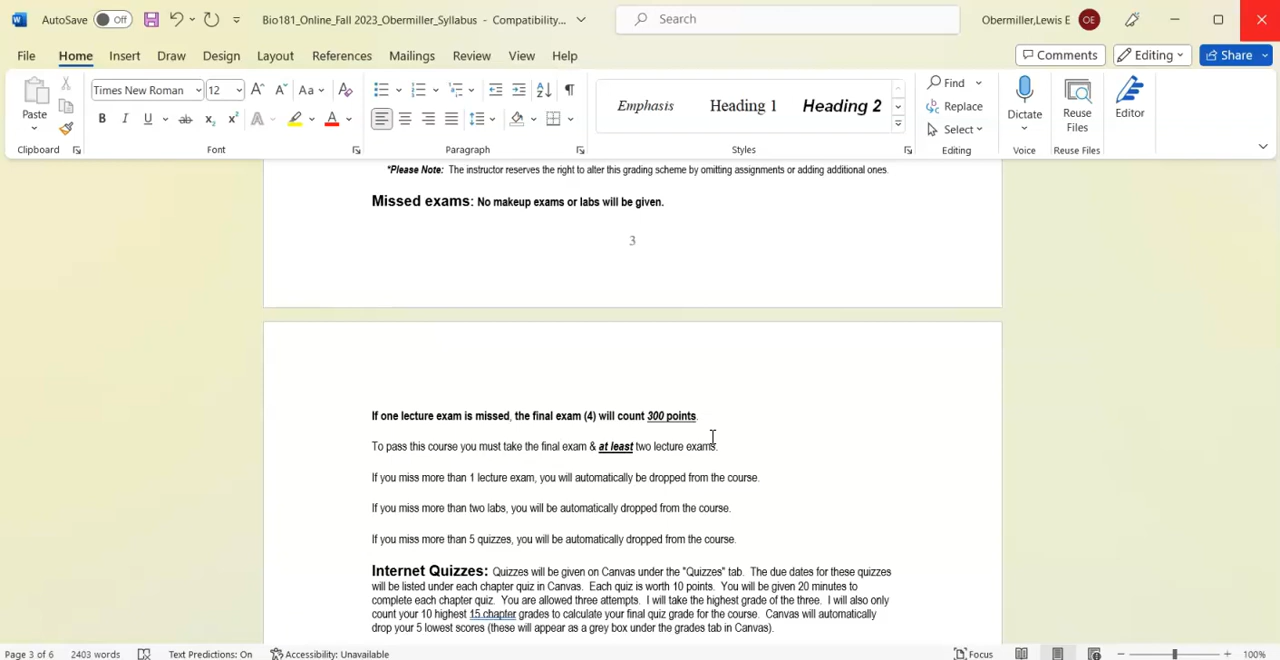 AutoSave Off Bio181_Online_Fall 2023_Obermiller_Syllabus - Compatibility... Search Obermiller,Lewis E OE
File Home Insert Draw Design Layout References Mailings Review View Help Comments Editing Share
Paste Times New Roman 12 Aa Emphasis Heading 1 Heading 2 Find Replace Select Dictate Reuse Files Editor
Clipboard Font Paragraph Styles Editing Voice Reuse Files
*Please Note: The instructor reserves the right to alter this grading scheme by omitting assignments or adding additional ones.
Missed exams: No makeup exams or labs will be given.
3
If one lecture exam is missed, the final exam (4) will count 300 points.
To pass this course you must take the final exam & at least two lecture exams.
If you miss more than 1 lecture exam, you will automatically be dropped from the course.
If you miss more than two labs, you will be automatically dropped from the course.
If you miss more than 5 quizzes, you will be automatically dropped from the course.
Internet Quizzes: Quizzes will be given on Canvas under the "Quizzes" tab. The due dates for these quizzes
will be listed under each chapter quiz in Canvas. Each quiz is worth 10 points. You will be given 20 minutes to
complete each chapter quiz. You are allowed three attempts. I will take the highest grade of the three. I will also only
count your 10 highest 15 chapter grades to calculate your final quiz grade for the course. Canvas will automatically
drop your 5 lowest scores (these will appear as a grey box under the grades tab in Canvas).
Page 3 of 6 2403 words Text Predictions: On Accessibility: Unavailable Focus 100%